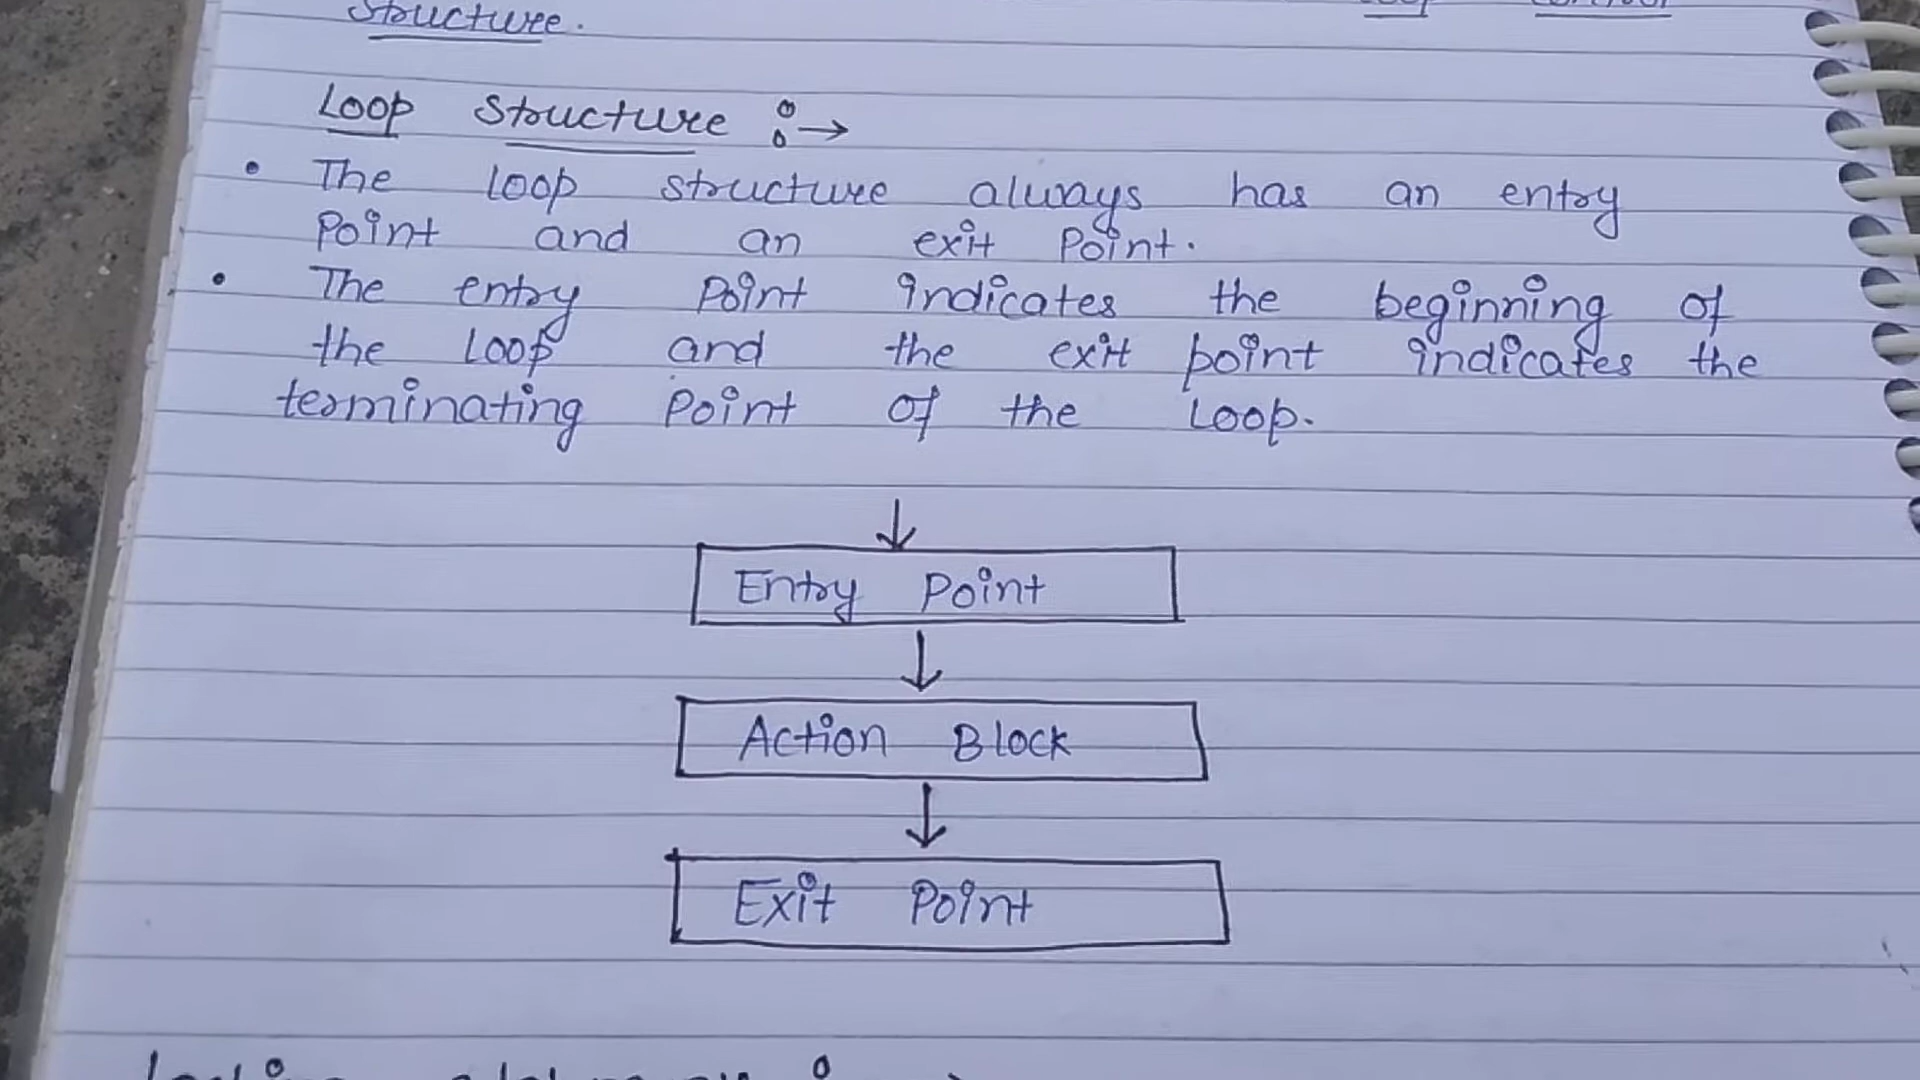 Structure.
Loop Structure :→
• The loop structure always has an entry
Point and an exit Point.
• The entry Point indicates the beginning of
the Loop and the exit point indicates the
terminating Point of the Loop.
Entry Point
Action Block
Exit Point